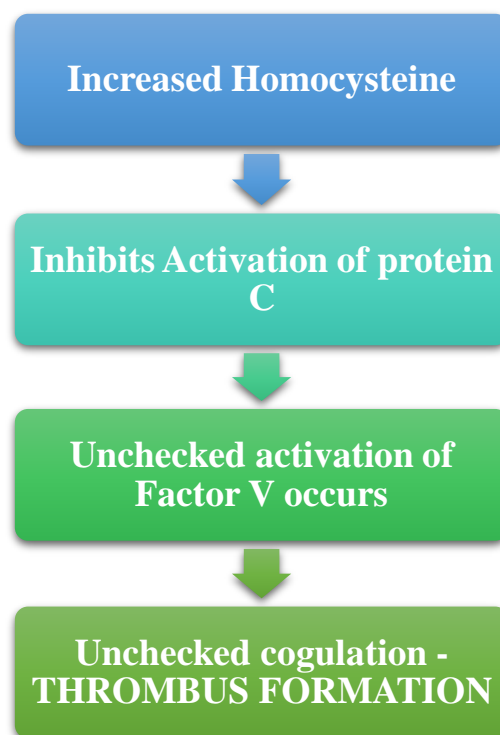 Increased Homocysteine
Inhibits Activation of protein
C
Unchecked activation of
Factor V occurs
Unchecked cogulation -
THROMBUS FORMATION